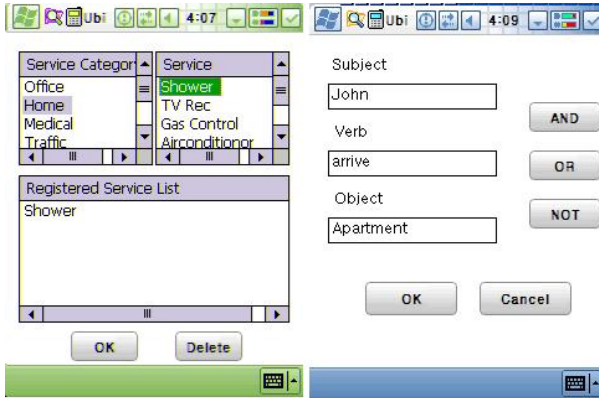 Ubi 4:07
Service Categor Service
Office
Home
Medical
Traffic
Shower
TV Rec
Gas Control
Airconditionor
Registered Service List
Shower
OK Delete
Ubi 4:09
Subject
John
Verb
arrive
Object
Apartment
AND
OR
NOT
OK Cancel